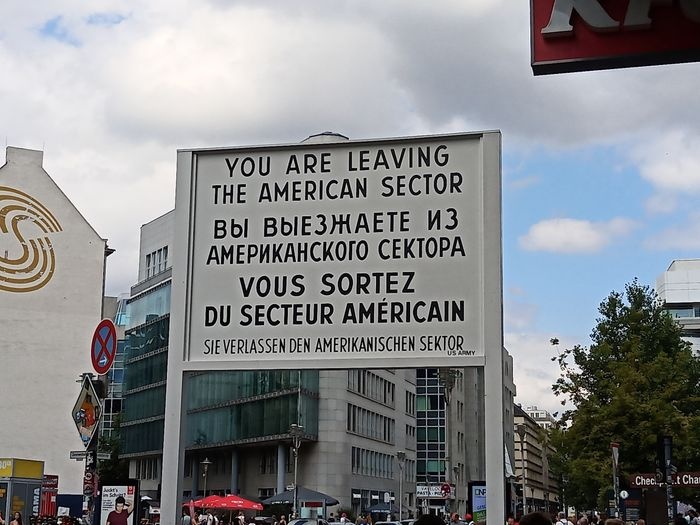 YOU ARE LEAVING
THE AMERICAN SECTOR
ВЫ ВЫЕЗЖАЕТЕ ИЗ
АМЕРИКАНСКОГО СЕКТОРА
VOUS SORTEZ
DU SECTEUR AMÉRICAIN
SIE VERLASSEN DEN AMERIKANISCHEN SEKTOR
US ARMY